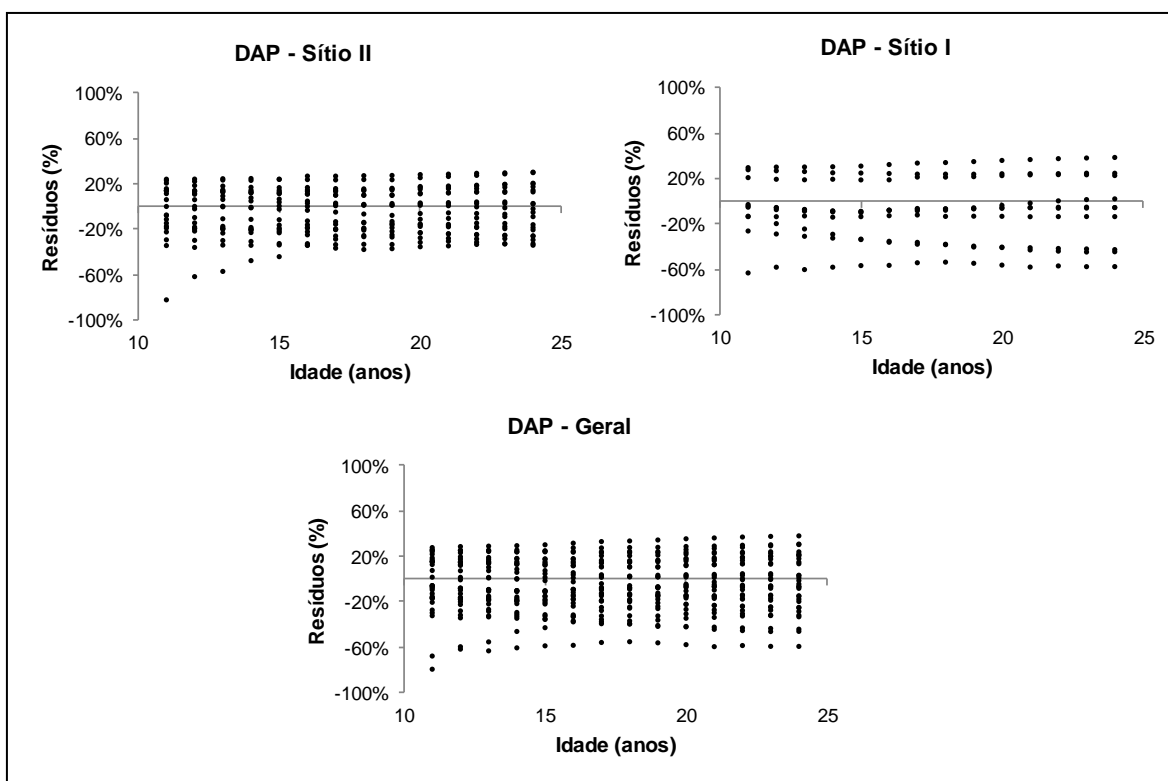 DAP - Sítio II
100%
60%
20%
-20%
-60%
-100%
Resíduos (%)
10 15 20 25
Idade (anos)
DAP - Sítio I
100%
60%
20%
-20%
-60%
-100%
Resíduos (%)
10 15 20 25
Idade (anos)
DAP - Geral
100%
60%
20%
-20%
-60%
-100%
Resíduos (%)
10 15 20 25
Idade (anos)